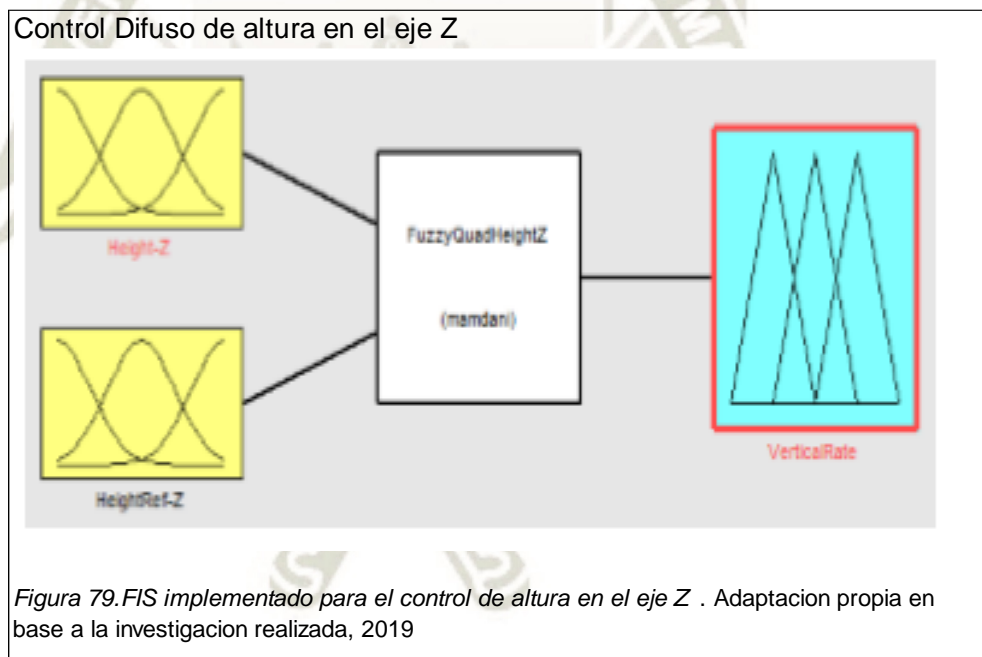 Control Difuso de altura en el eje Z
Height-Z
FuzzyQuadHeightZ
(mamdani)
HeightRef-Z
VerticalRate
Figura 79.FIS implementado para el control de altura en el eje Z . Adaptacion propia en
base a la investigacion realizada, 2019